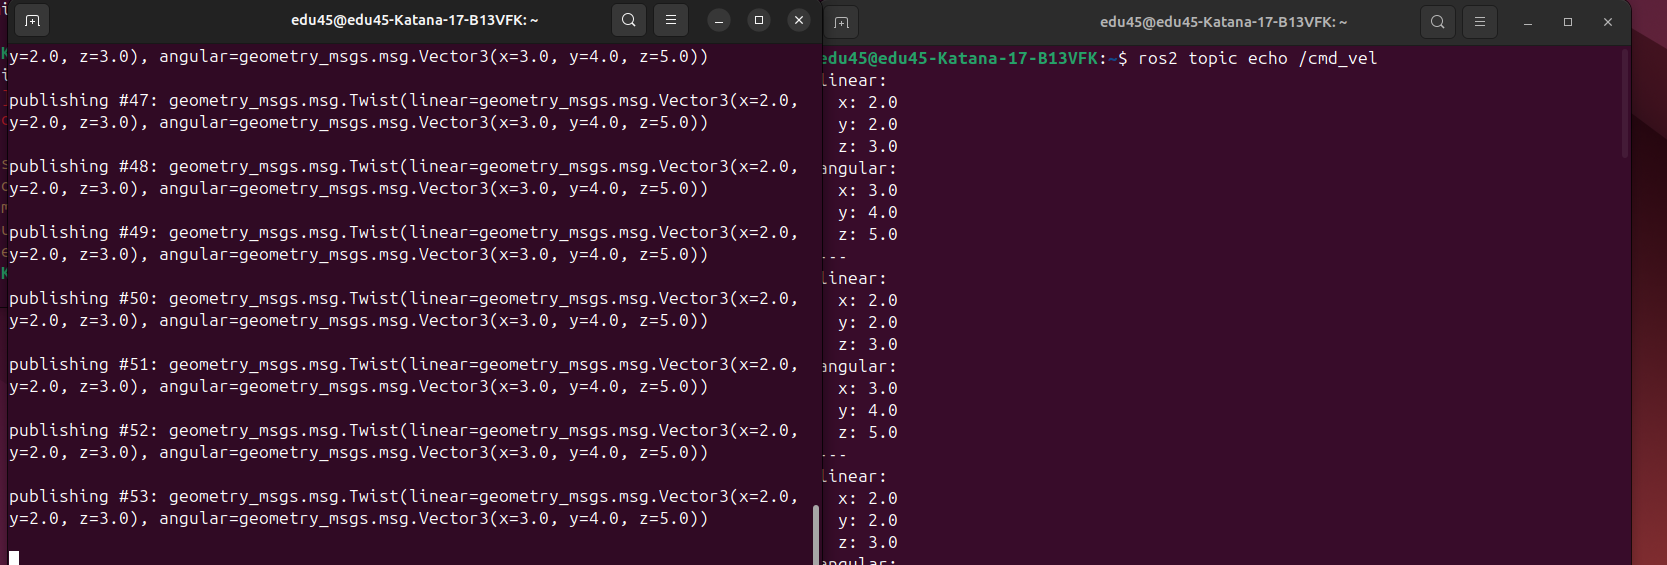 edu45@edu45-Katana-17-B13VFK: ~
y=2.0, z=3.0), angular=geometry_msgs.msg.Vector3(x=3.0, y=4.0, z=5.0))
publishing #47: geometry_msgs.msg.Twist(linear=geometry_msgs.msg.Vector3(x=2.0,
y=2.0, z=3.0), angular=geometry_msgs.msg.Vector3(x=3.0, y=4.0, z=5.0))
publishing #48: geometry_msgs.msg.Twist(linear=geometry_msgs.msg.Vector3(x=2.0,
y=2.0, z=3.0), angular=geometry_msgs.msg.Vector3(x=3.0, y=4.0, z=5.0))
publishing #49: geometry_msgs.msg.Twist(linear=geometry_msgs.msg.Vector3(x=2.0,
y=2.0, z=3.0), angular=geometry_msgs.msg.Vector3(x=3.0, y=4.0, z=5.0))
publishing #50: geometry_msgs.msg.Twist(linear=geometry_msgs.msg.Vector3(x=2.0,
y=2.0, z=3.0), angular=geometry_msgs.msg.Vector3(x=3.0, y=4.0, z=5.0))
publishing #51: geometry_msgs.msg.Twist(linear=geometry_msgs.msg.Vector3(x=2.0,
y=2.0, z=3.0), angular=geometry_msgs.msg.Vector3(x=3.0, y=4.0, z=5.0))
publishing #52: geometry_msgs.msg.Twist(linear=geometry_msgs.msg.Vector3(x=2.0,
y=2.0, z=3.0), angular=geometry_msgs.msg.Vector3(x=3.0, y=4.0, z=5.0))
publishing #53: geometry_msgs.msg.Twist(linear=geometry_msgs.msg.Vector3(x=2.0,
y=2.0, z=3.0), angular=geometry_msgs.msg.Vector3(x=3.0, y=4.0, z=5.0))
edu45@edu45-Katana-17-B13VFK: ~
edu45@edu45-Katana-17-B13VFK:~$ ros2 topic echo /cmd_vel
linear:
x: 2.0
y: 2.0
z: 3.0
angular:
x: 3.0
y: 4.0
z: 5.0
---
linear:
x: 2.0
y: 2.0
z: 3.0
angular:
x: 3.0
y: 4.0
z: 5.0
---
linear:
x: 2.0
y: 2.0
z: 3.0
angular: